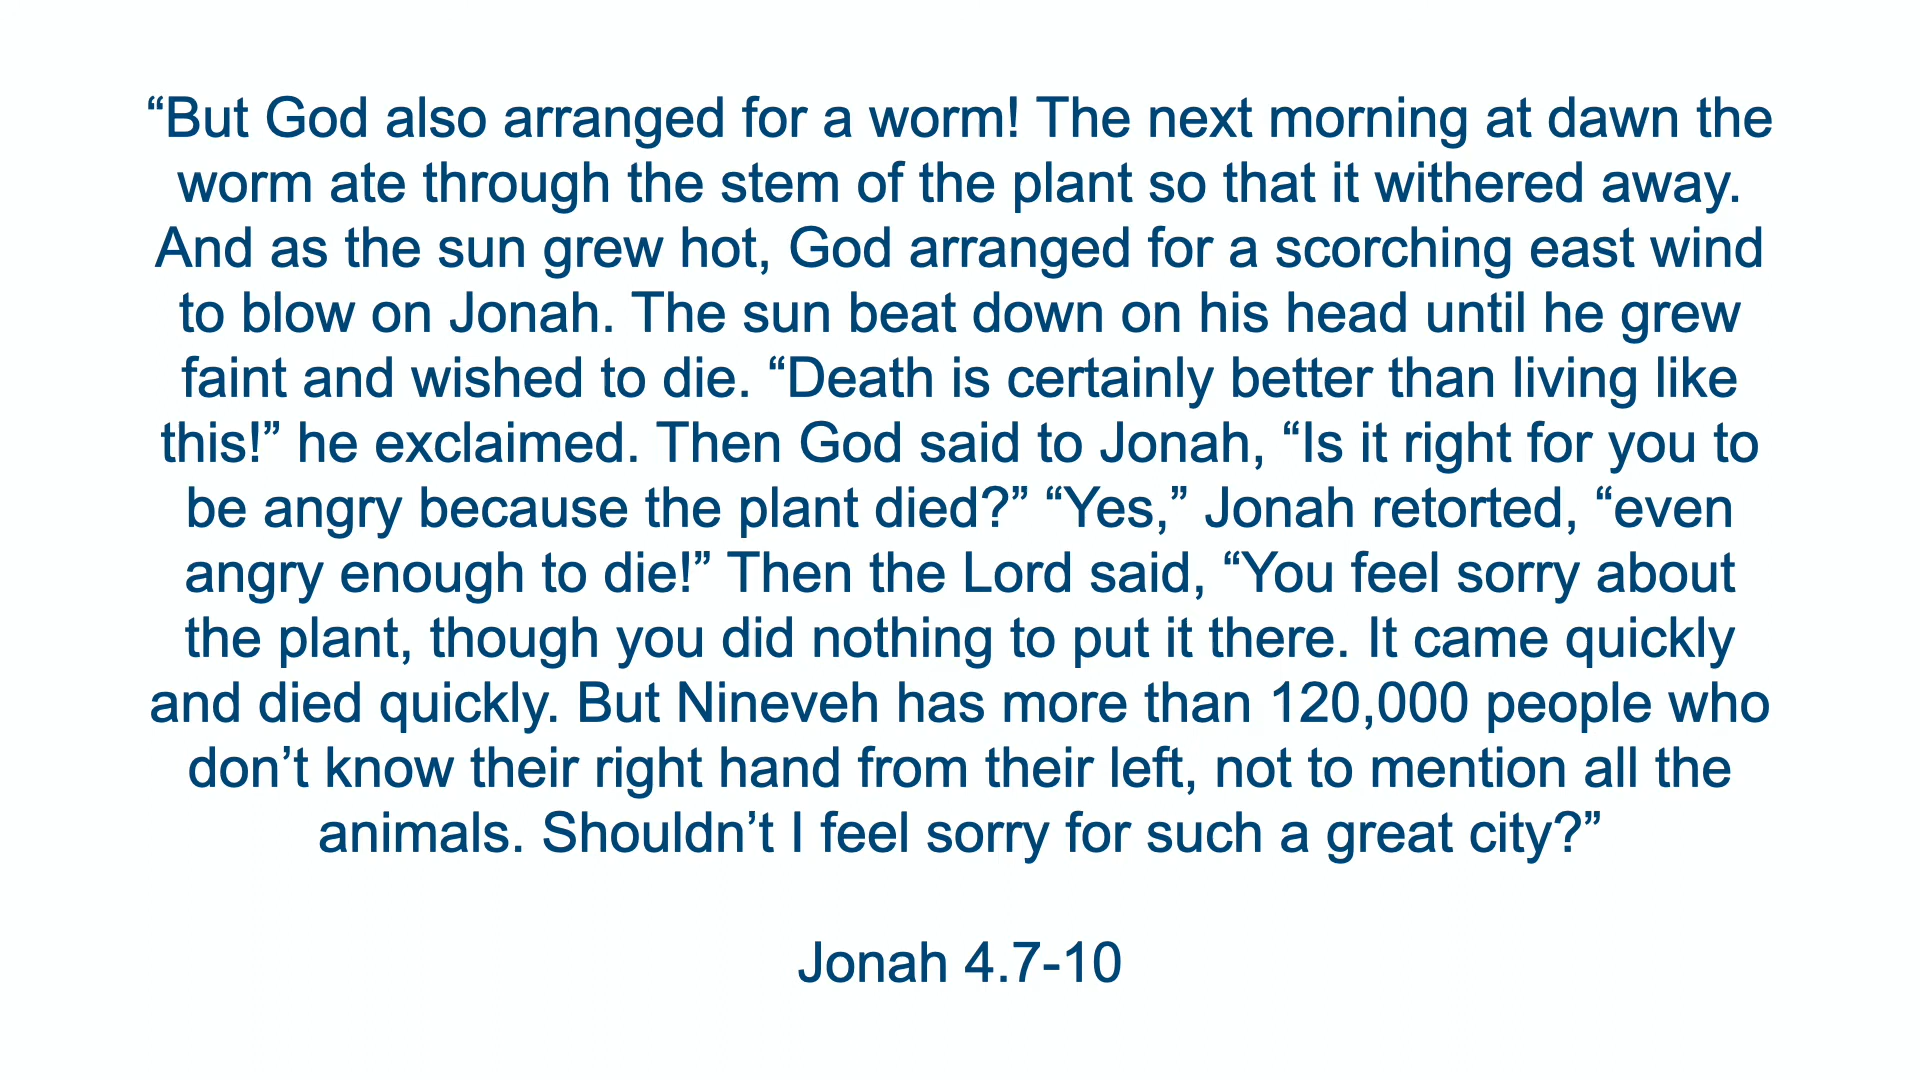 “But God also arranged for a worm! The next morning at dawn the
worm ate through the stem of the plant so that it withered away.
And as the sun grew hot, God arranged for a scorching east wind
to blow on Jonah. The sun beat down on his head until he grew
faint and wished to die. “Death is certainly better than living like
this!” he exclaimed. Then God said to Jonah, “Is it right for you to
be angry because the plant died?” “Yes,” Jonah retorted, “even
angry enough to die!” Then the Lord said, “You feel sorry about
the plant, though you did nothing to put it there. It came quickly
and died quickly. But Nineveh has more than 120,000 people who
don’t know their right hand from their left, not to mention all the
animals. Shouldn’t I feel sorry for such a great city?”
Jonah 4.7-10